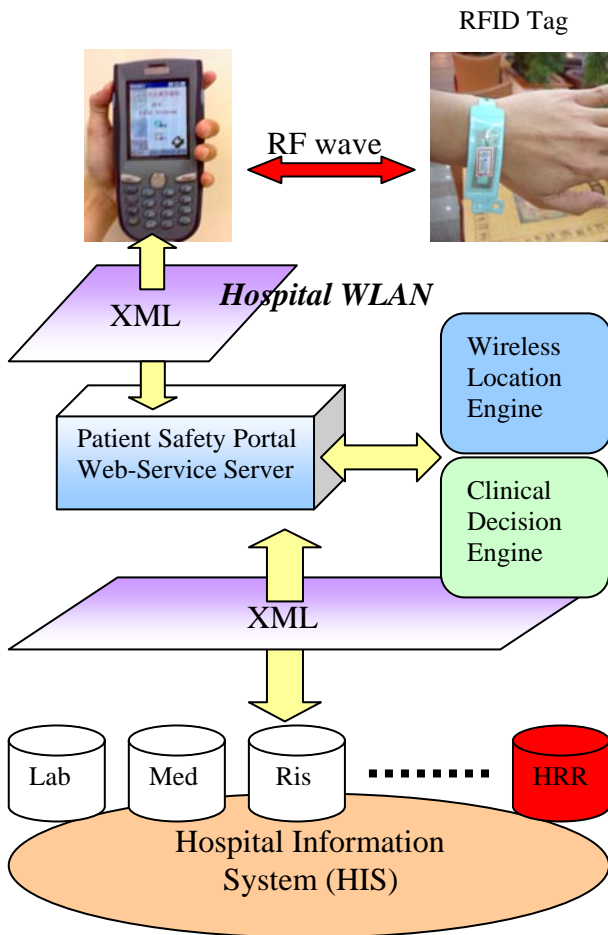 RFID Tag
RF wave
Hospital WLAN
XML
Wireless
Location
Engine
Patient Safety Portal
Web-Service Server
Clinical
Decision
Engine
XML
Lab
Med
Ris
HRR
Hospital Information
System (HIS)